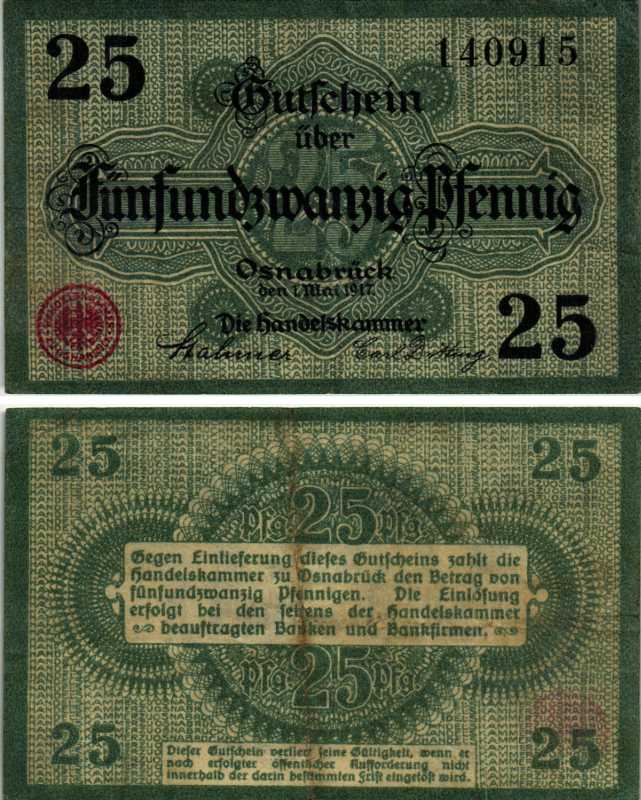 25
140915
Gutschein
über
Fünfundzwanzig Pfennig
25
Osnabrück
den 1. Mai 1917
Die Handelskammer
Stahmer Carl
25
25 25
Pfg 25 Pfg
Gegen Einlieferung dieses Gutscheins zahlt die
Handelskammer zu Osnabrück den Betrag von
fünfundzwanzig Pfennigen. Die Einlösung
erfolgt bei den seitens der Handelskammer
beauftragten Banken und Bankfirmen.
Pfg 25 Pfg
25 25
Dieser Gutschein verliert seine Gültigkeit, wenn er
nach erfolgter öffentlicher Aufforderung nicht
innerhalb der darin bestimmten Frist eingelöst wird.